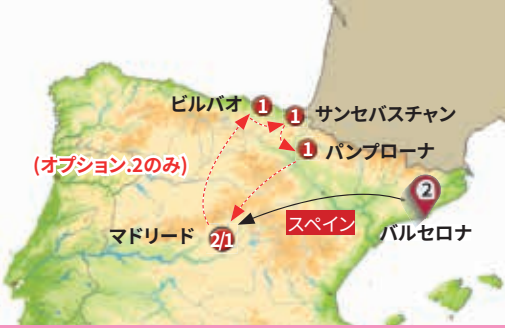 ビルバオ
1
1
サンセバスチャン
1
パンプローナ
(オプション.2のみ)
2
スペイン
バルセロナ
マドリード
2/1